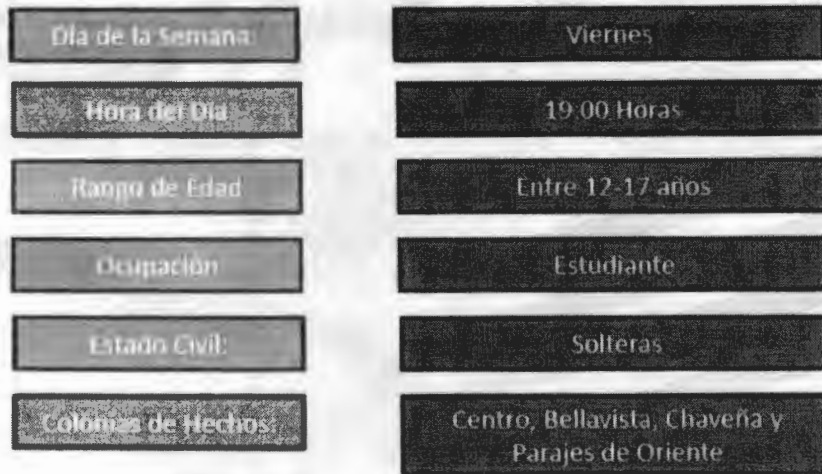 Día de la Semana:
Viernes
Hora del Día
19:00 Horas
Rango de Edad
Entre 12-17 años
Ocupación
Estudiante
Estado Civil:
Solteras
Colonias de Hechos:
Centro, Bellavista, Chaveña y
Parajes de Oriente